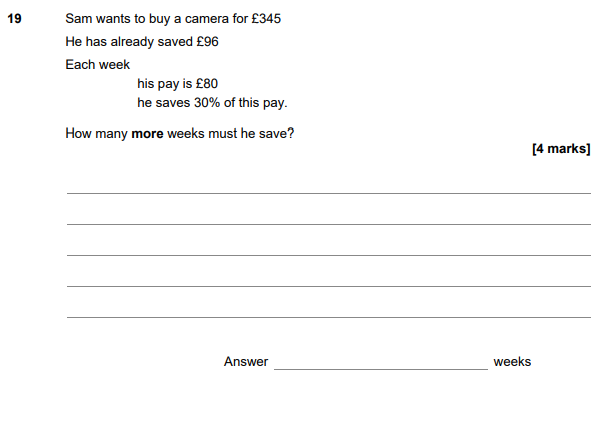 19 Sam wants to buy a camera for £345
He has already saved £96
Each week
his pay is £80
he saves 30% of this pay.
How many more weeks must he save?
[4 marks]
Answer weeks